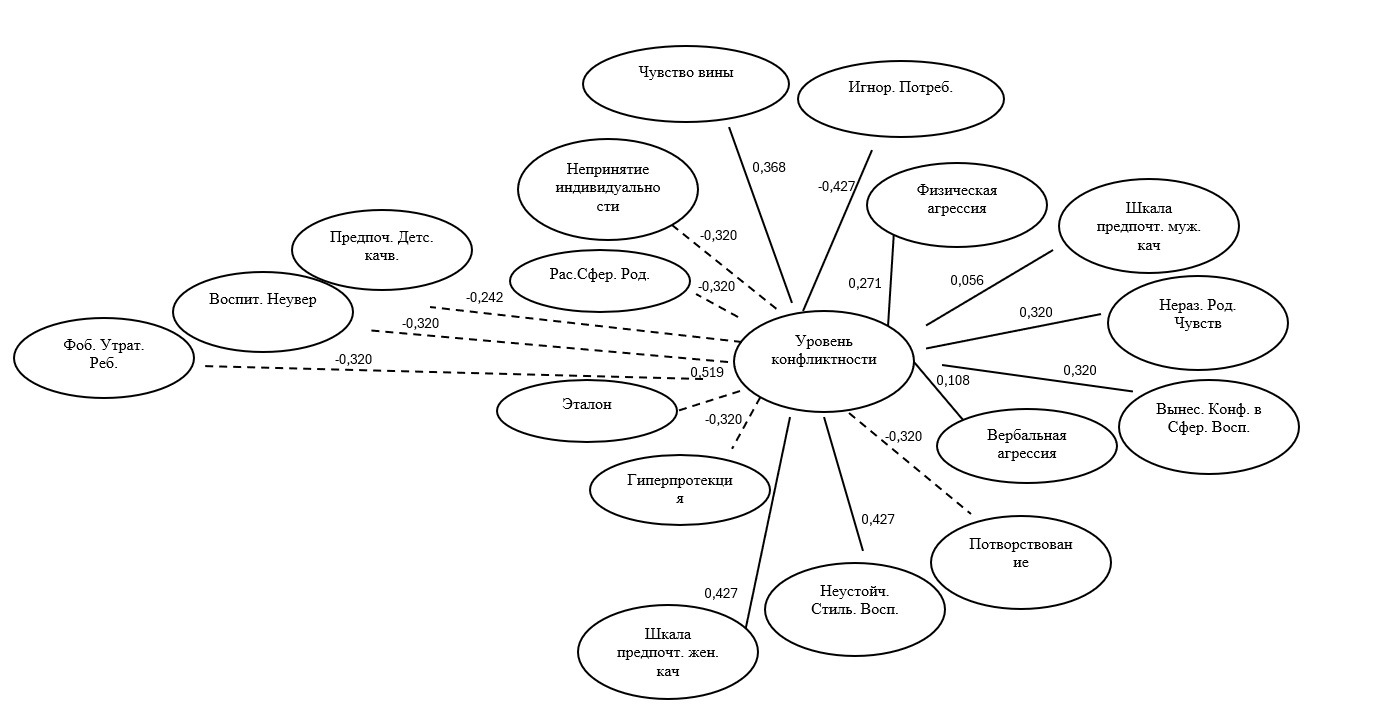 Чувство вины
Игнор. Потреб.
0,368
-0,427
Непринятие
индивидуально
сти
Физическая
агрессия
Шкала
предпочт. муж.
кач
-0,320
Предпоч. Детс.
качв.
Рас.Сфер. Род.
-0,320
0,271
0,056
Воспит. Неувер
-0,242
Нераз. Род.
Чувств
0,320
-0,320
Фоб. Утрат.
Реб.
-0,320
Уровень
конфликтности
0,519
0,108
0,320
Эталон
-0,320
Вынес. Конф. в
Сфер. Восп.
-0,320
Вербальная
агрессия
Гиперпротекци
я
0,427
Потворствован
ие
0,427
Неустойч.
Стиль. Восп.
Шкала
предпочт. жен.
кач